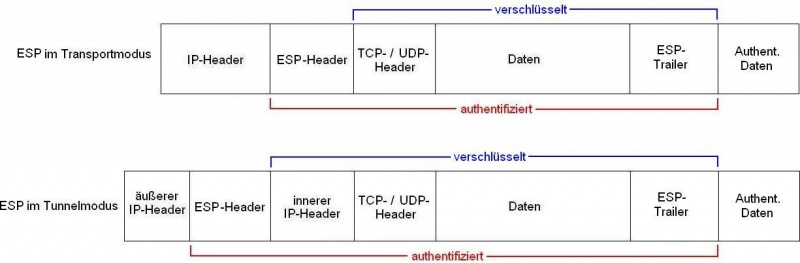 verschlüsselt
ESP im Transportmodus
IP-Header
ESP-Header
TCP- / UDP-
Header
Daten
ESP-
Trailer
Authent.
Daten
authentifiziert
verschlüsselt
ESP im Tunnelmodus
äußerer
IP-Header
ESP-Header
innerer
IP-Header
TCP- / UDP-
Header
Daten
ESP-
Trailer
Authent.
Daten
authentifiziert